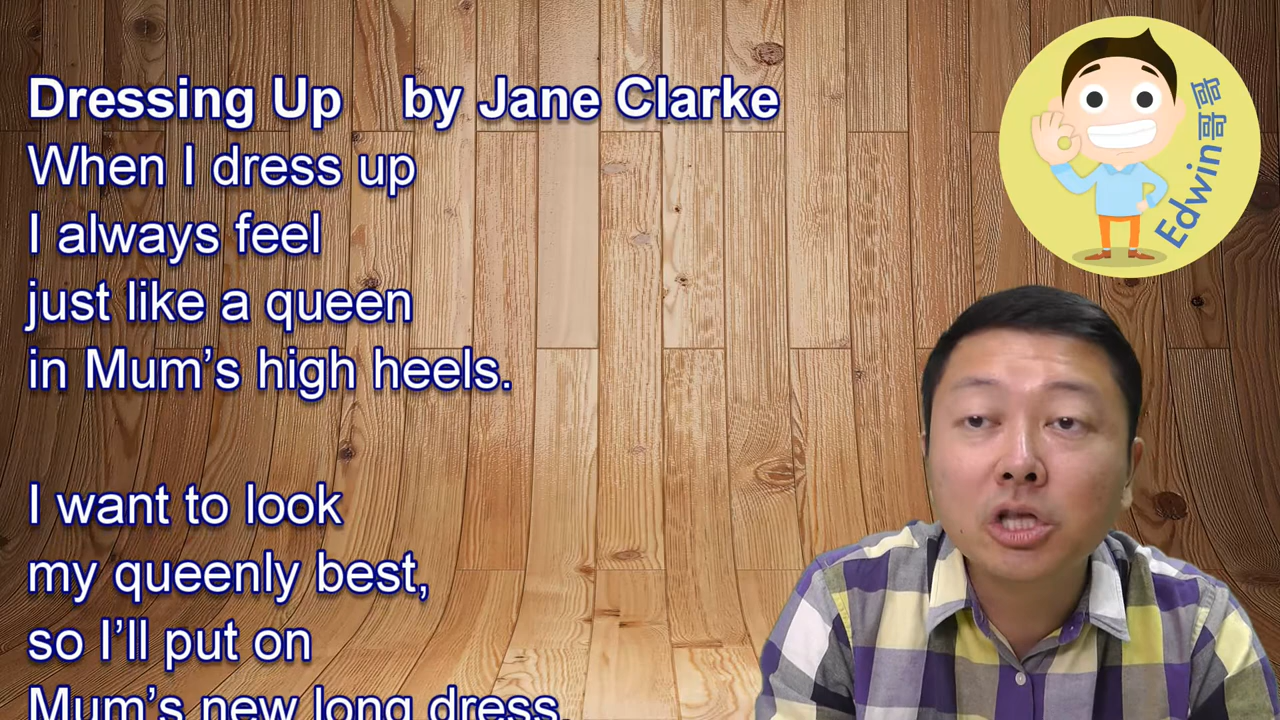 Dressing Up by Jane Clarke
When I dress up
I always feel
just like a queen
in Mum’s high heels.
I want to look
my queenly best,
so I’ll put on
Mum’s new long dress.
Edwin哥哥